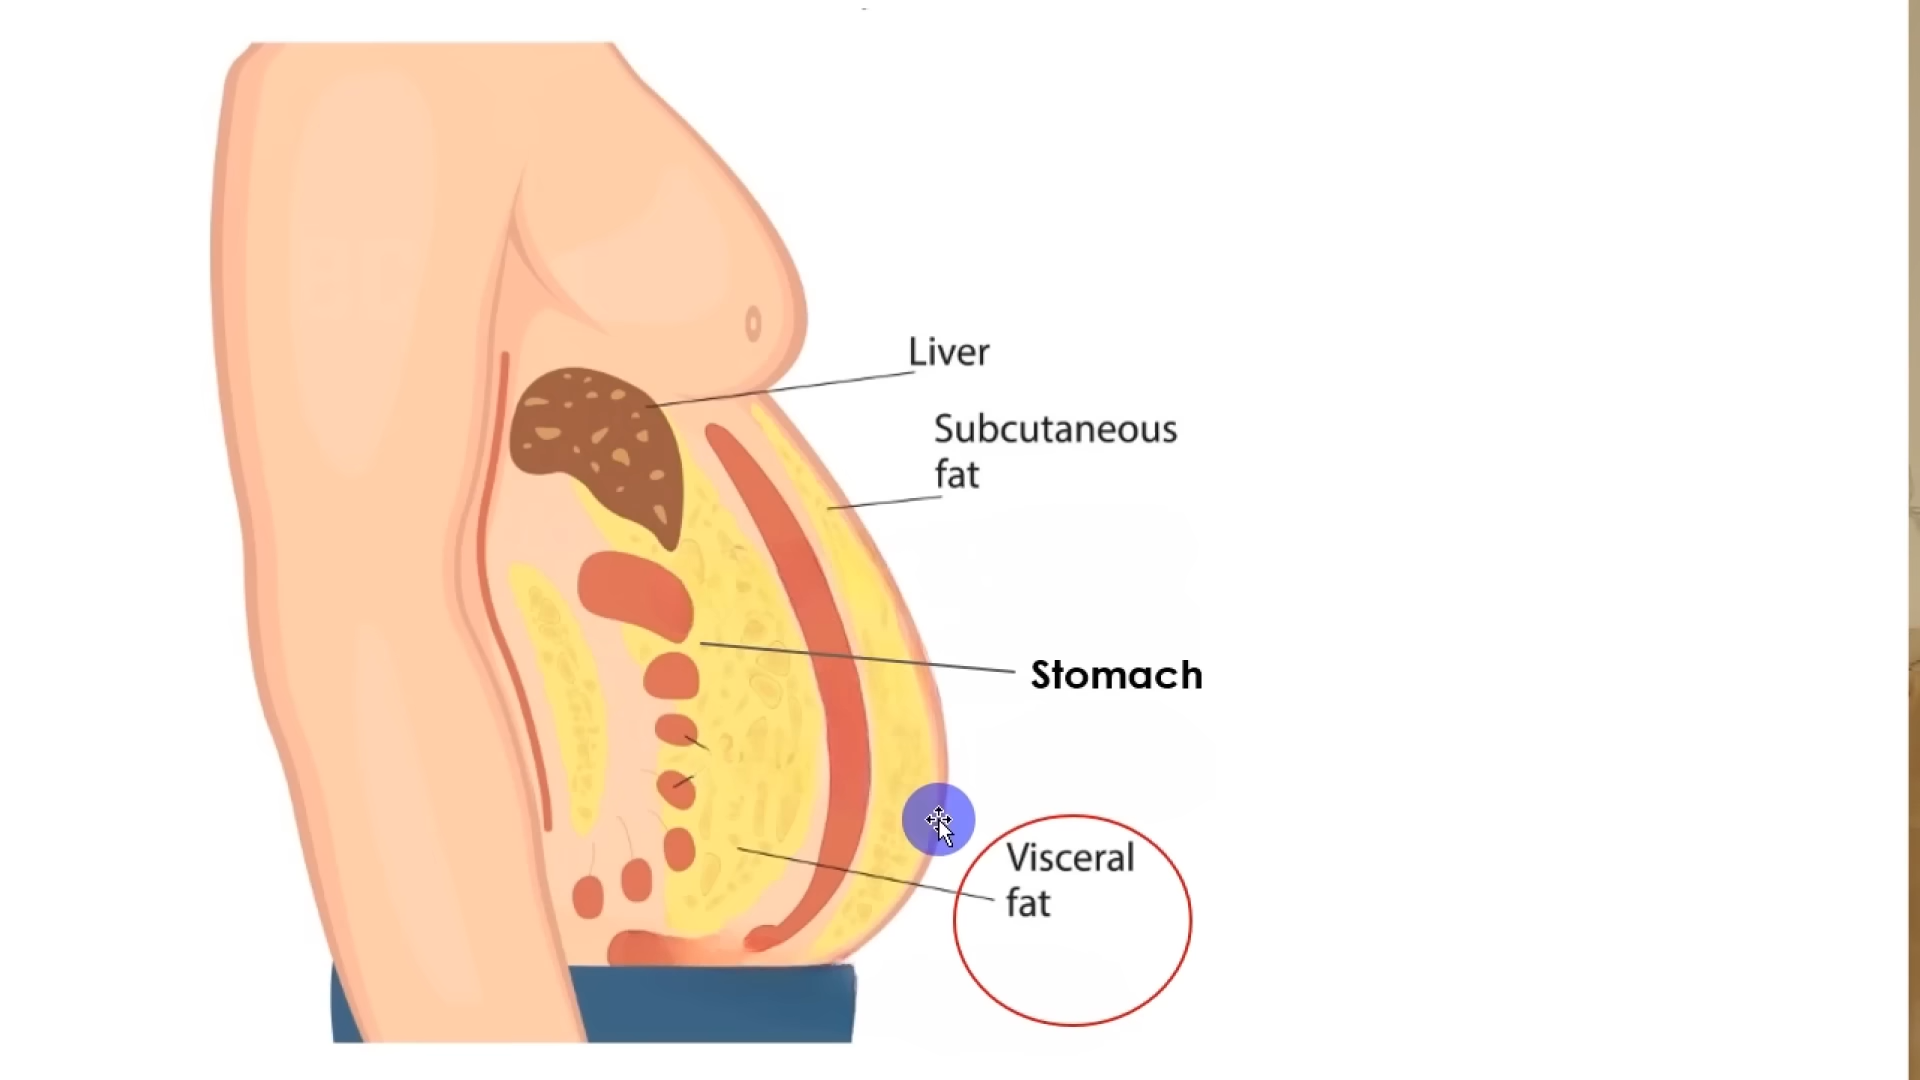 Liver
Subcutaneous
fat
Stomach
Visceral
fat